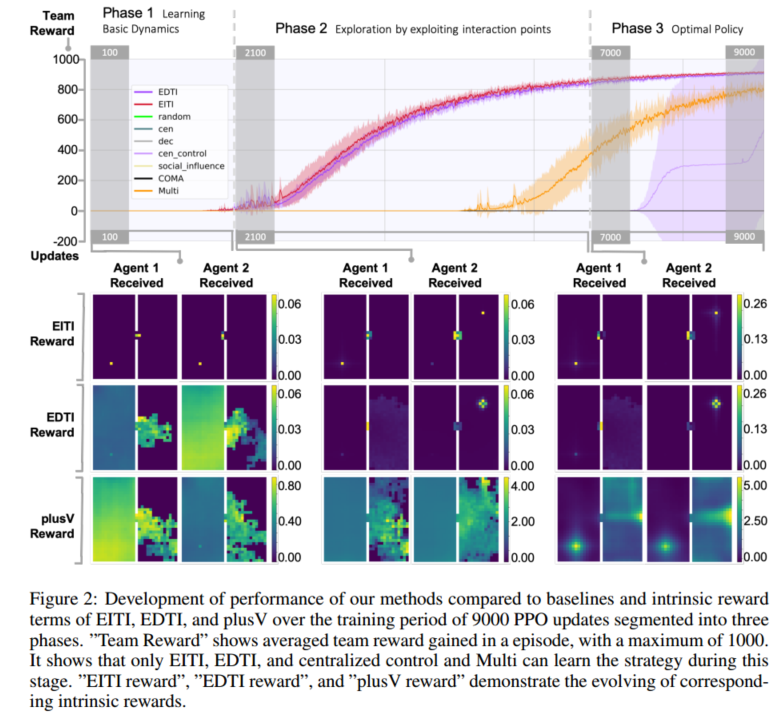 Team
Reward
Phase 1 Learning
Basic Dynamics
Phase 2 Exploration by exploiting interaction points
Phase 3 Optimal Policy
100
2100
7000
9000
1000
800
600
400
200
0
-200
EDTI
EITI
random
cen
dec
cen_control
social_influence
COMA
Multi
100
2100
7000
9000
Updates
Agent 1
Received
Agent 2
Received
Agent 1
Received
Agent 2
Received
Agent 1
Received
Agent 2
Received
EITI
Reward
0.06
0.03
0.00
0.06
0.03
0.00
0.26
0.13
0.00
EDTI
Reward
0.06
0.03
0.00
0.06
0.03
0.00
0.26
0.13
0.00
plusV
Reward
0.80
0.40
0.00
4.00
2.00
0.00
5.00
2.50
0.00
Figure 2: Development of performance of our methods compared to baselines and intrinsic reward
terms of EITI, EDTI, and plusV over the training period of 9000 PPO updates segmented into three
phases. ”Team Reward” shows averaged team reward gained in a episode, with a maximum of 1000.
It shows that only EITI, EDTI, and centralized control and Multi can learn the strategy during this
stage. ”EITI reward”, ”EDTI reward”, and ”plusV reward” demonstrate the evolving of correspond-
ing intrinsic rewards.